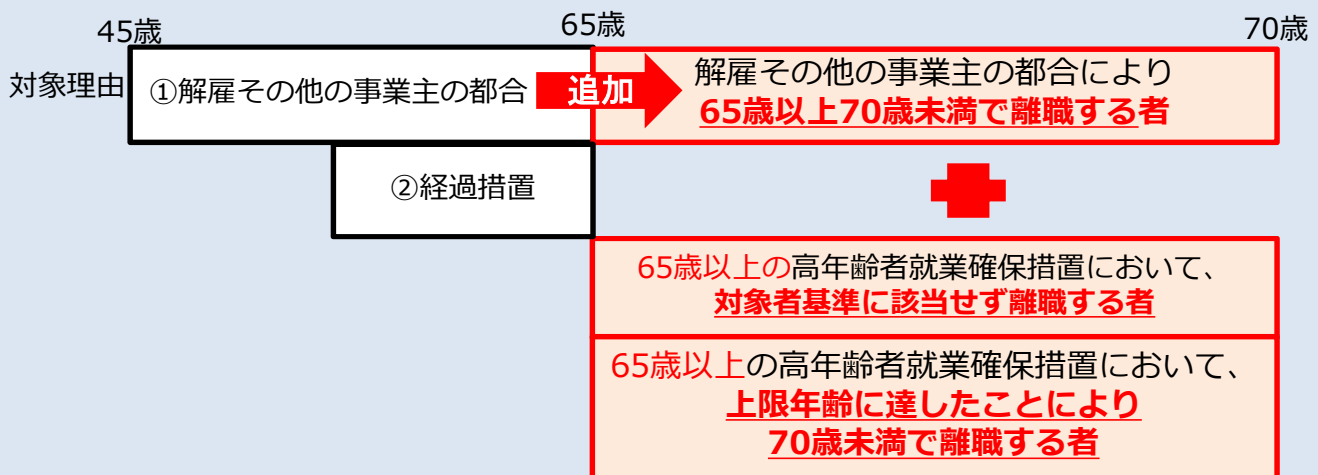 45歳
65歳
70歳
対象理由
①解雇その他の事業主の都合
追加
解雇その他の事業主の都合により
65歳以上70歳未満で離職する者
②経過措置
65歳以上の高年齢者就業確保措置において、
対象者基準に該当せず離職する者
65歳以上の高年齢者就業確保措置において、
上限年齢に達したことにより
70歳未満で離職する者